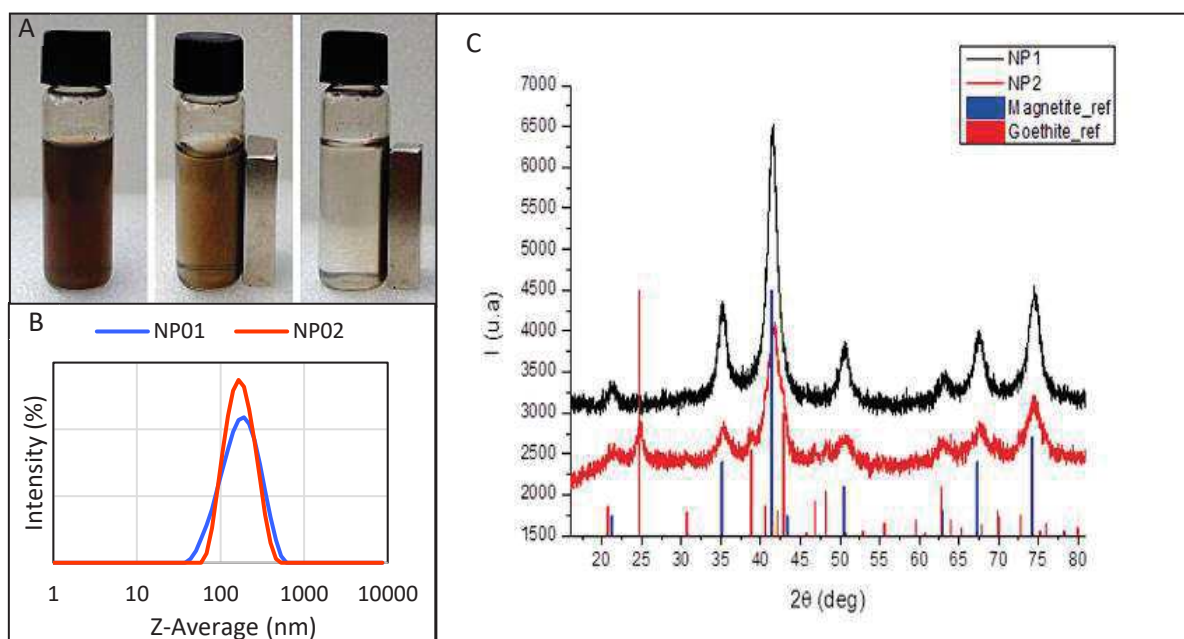 A
B
NP01 NP02
Intensity (%)
1 10 100 1000 10000
Z-Average (nm)
C
NP1
NP2
Magnetite_ref
Goethite_ref
7000
6500
6000
5500
5000
4500
4000
3500
3000
2500
2000
1500
I (u.a)
20 25 30 35 40 45 50 55 60 65 70 75 80
2θ (deg)